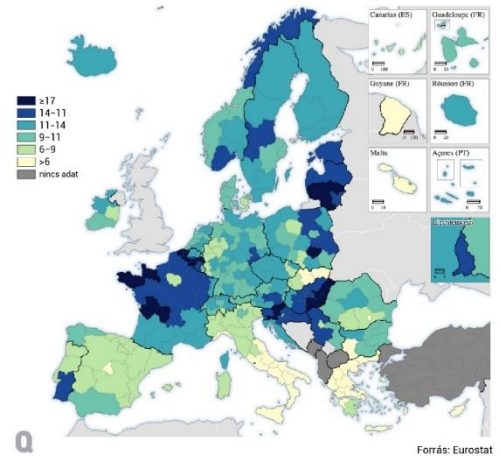 Canarias (ES)
Guadeloupe (FR)
≥17
14–11
11-14
9–11
6–9
>6
nincs adat
Guyane (FR)
Réunion (FR)
Malta
Açores (PT)
Liechtenstein
Q
Forrás: Eurostat